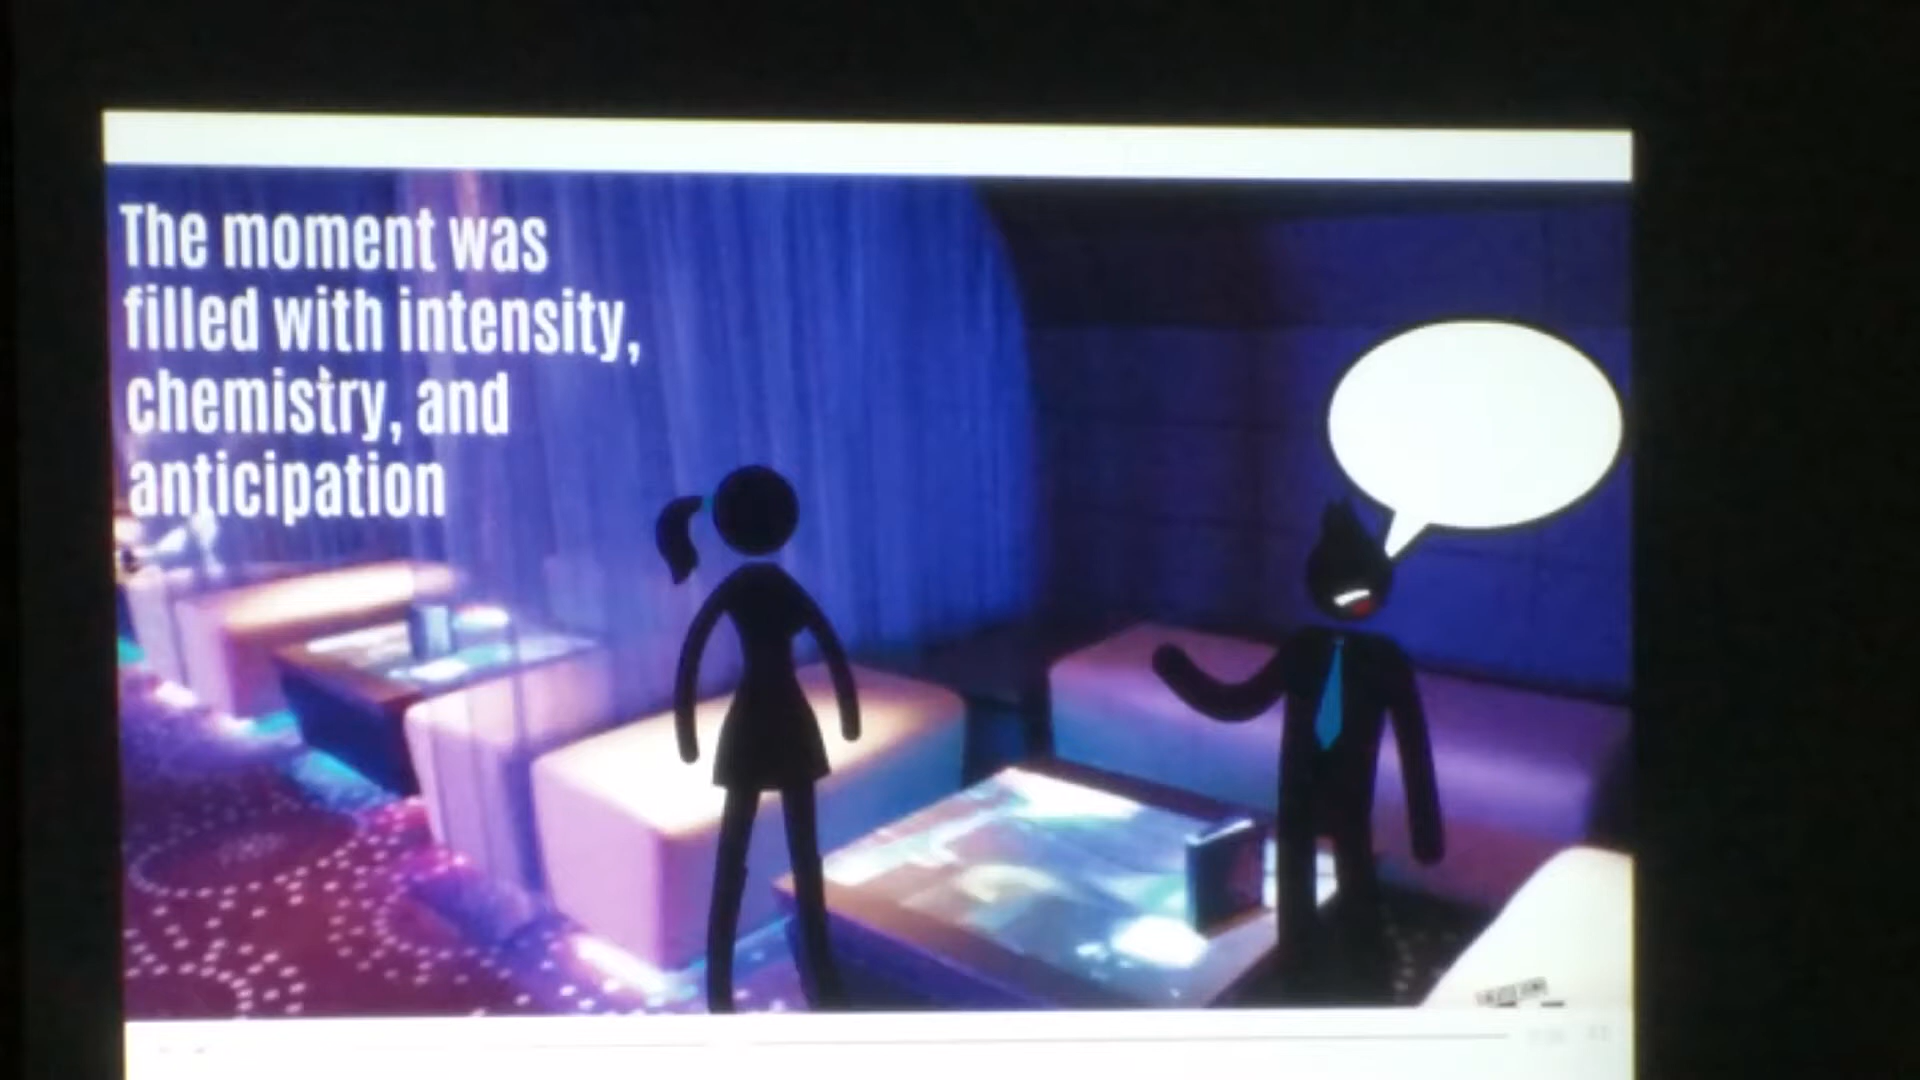 The moment was
filled with intensity,
chemistry, and
anticipation